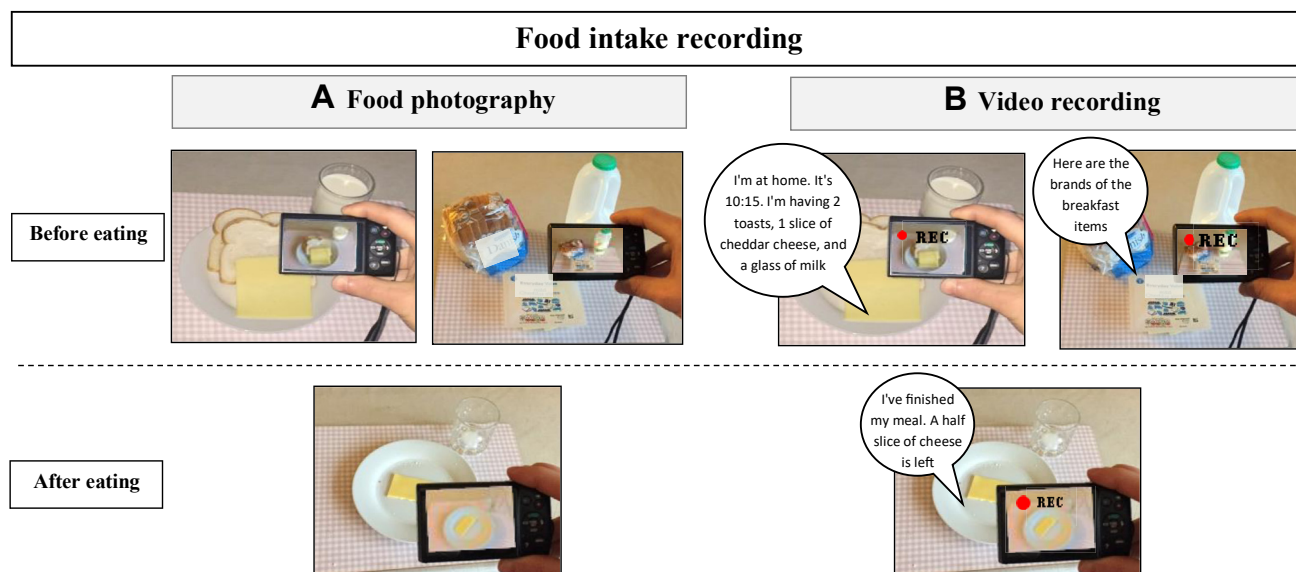 Food intake recording
A Food photography
B Video recording
Before eating
I'm at home. It's
10:15. I'm having 2
toasts, 1 slice of
cheddar cheese, and
a glass of milk
REC
Here are the
brands of the
breakfast
items
REC
After eating
I've finished
my meal. A half
slice of cheese
is left
REC